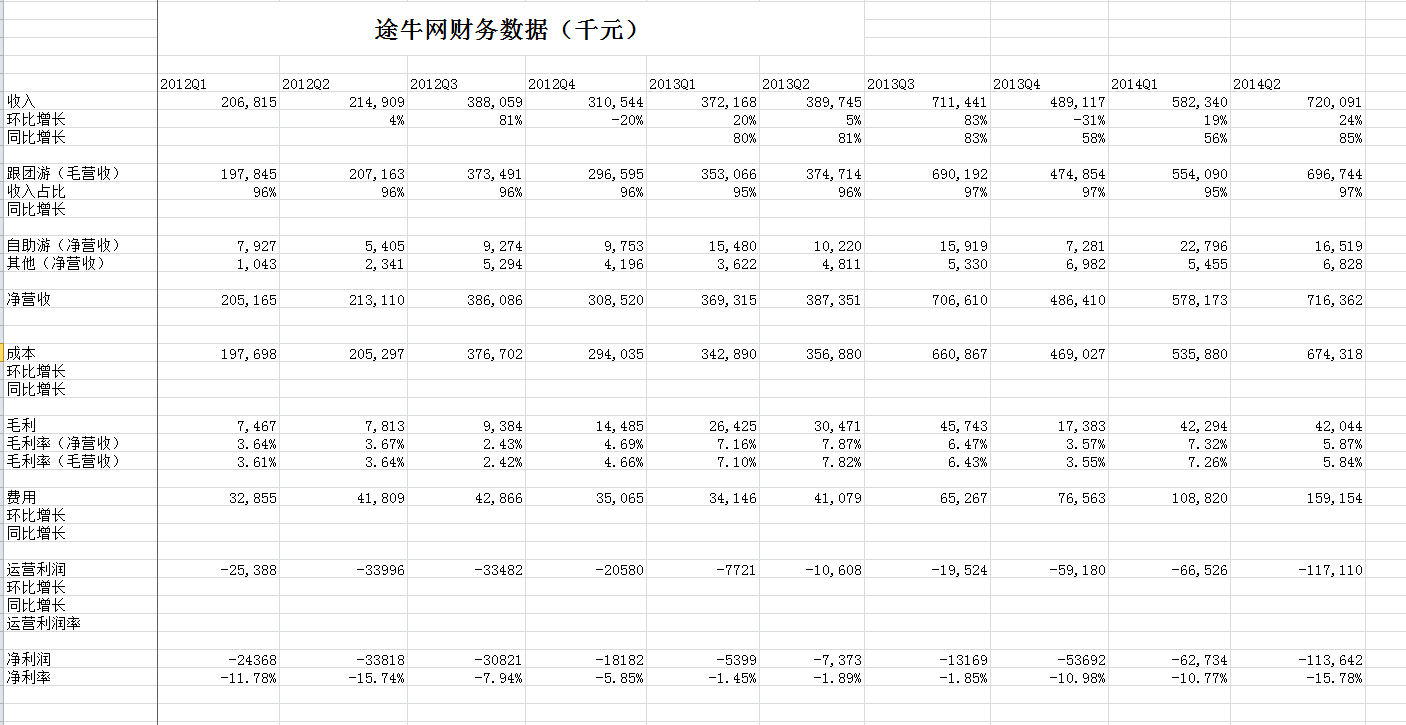 途牛网财务数据（千元）
2012Q1 2012Q2 2012Q3 2012Q4 2013Q1 2013Q2 2013Q3 2013Q4 2014Q1 2014Q2
收入 206,815 214,909 388,059 310,544 372,168 389,745 711,441 489,117 582,340 720,091
环比增长 4% 81% -20% 20% 5% 83% -31% 19% 24%
同比增长 80% 81% 83% 58% 56% 85%
跟团游（毛营收） 197,845 207,163 373,491 296,595 353,066 374,714 690,192 474,854 554,090 696,744
收入占比 96% 96% 96% 96% 95% 96% 97% 97% 95% 97%
同比增长
自助游（净营收） 7,927 5,405 9,274 9,753 15,480 10,220 15,919 7,281 22,796 16,519
其他（净营收） 1,043 2,341 5,294 4,196 3,622 4,811 5,330 6,982 5,455 6,828
净营收 205,165 213,110 386,086 308,520 369,315 387,351 706,610 486,410 578,173 716,362
成本 197,698 205,297 376,702 294,035 342,890 356,880 660,867 469,027 535,880 674,318
环比增长
同比增长
毛利 7,467 7,813 9,384 14,485 26,425 30,471 45,743 17,383 42,294 42,044
毛利率（净营收） 3.64% 3.67% 2.43% 4.69% 7.16% 7.87% 6.47% 3.57% 7.32% 5.87%
毛利率（毛营收） 3.61% 3.64% 2.42% 4.66% 7.10% 7.82% 6.43% 3.55% 7.26% 5.84%
费用 32,855 41,809 42,866 35,065 34,146 41,079 65,267 76,563 108,820 159,154
环比增长
同比增长
运营利润 -25,388 -33996 -33482 -20580 -7721 -10,608 -19,524 -59,180 -66,526 -117,110
环比增长
同比增长
运营利润率
净利润 -24368 -33818 -30821 -18182 -5399 -7,373 -13169 -53692 -62,734 -113,642
净利率 -11.78% -15.74% -7.94% -5.85% -1.45% -1.89% -1.85% -10.98% -10.77% -15.78%